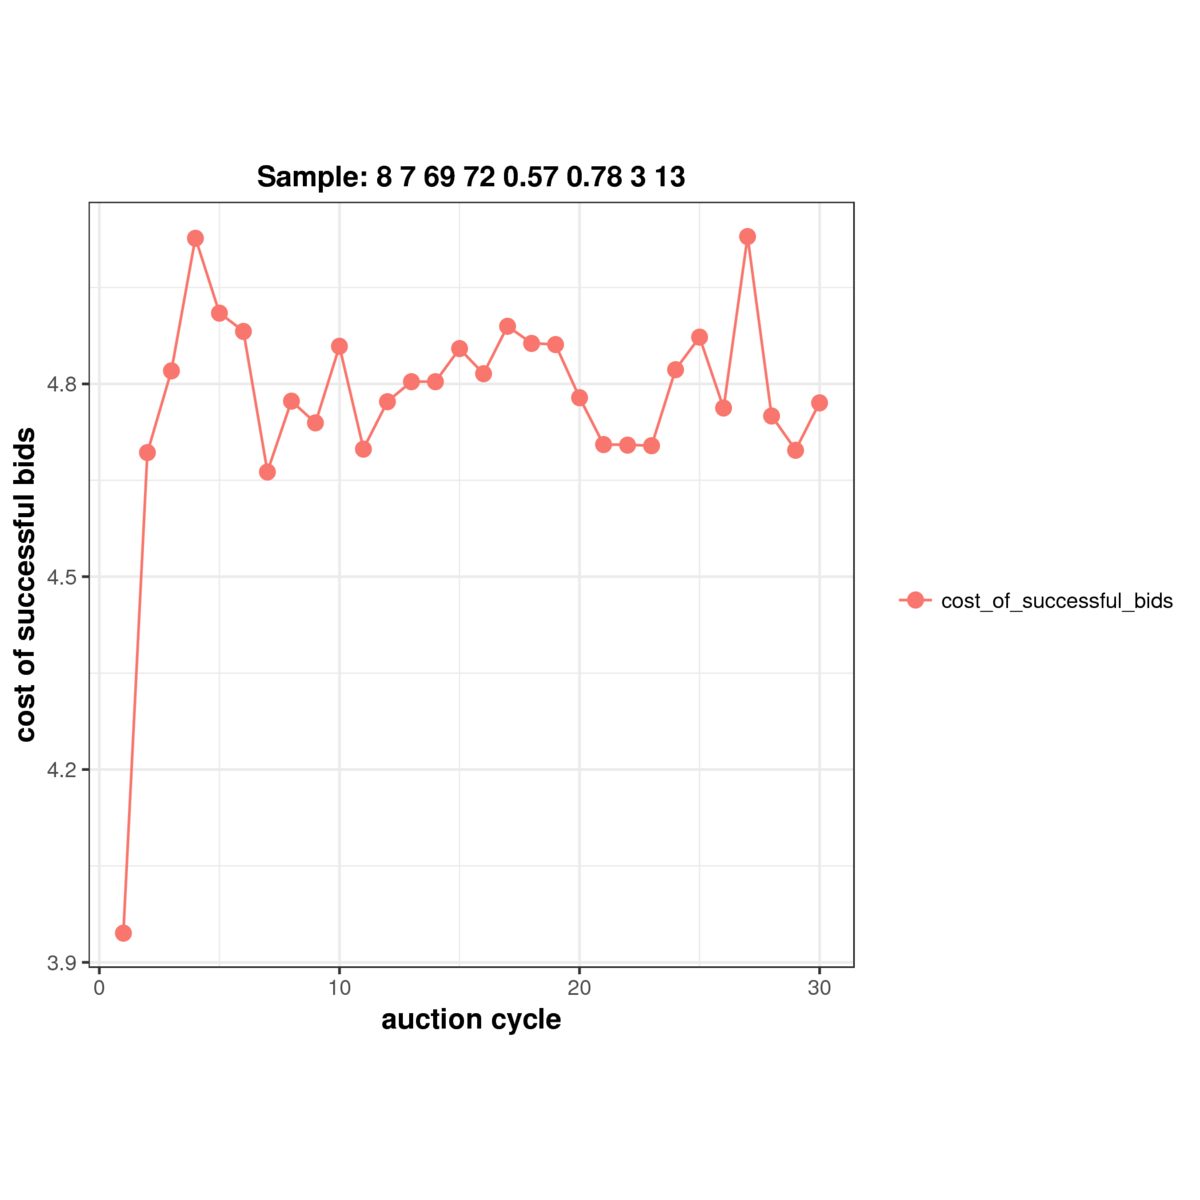 Sample: 8 7 69 72 0.57 0.78 3 13
cost of successful bids
4.8
4.5
4.2
3.9
0 10 20 30
auction cycle
cost_of_successful_bids